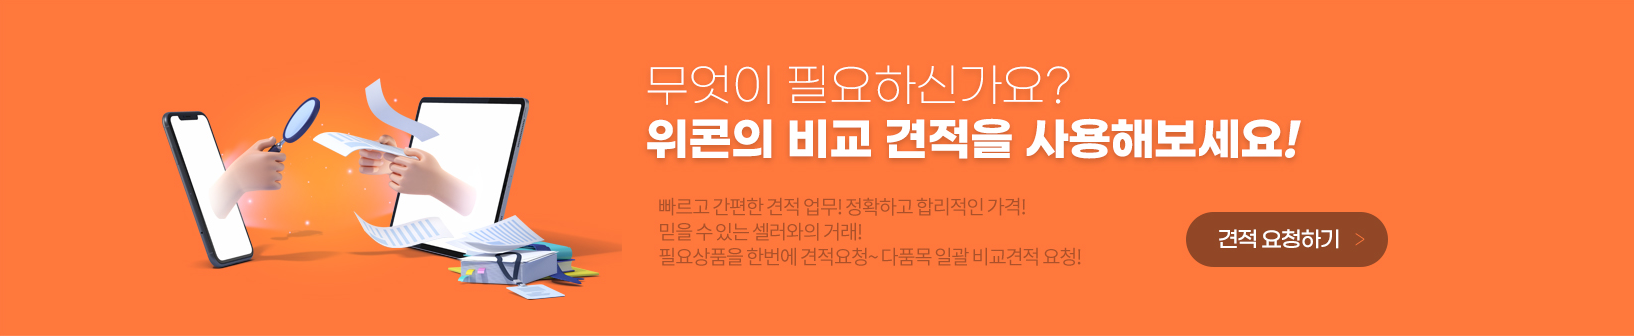 무엇이 필요하신가요?
위콘의 비교 견적을 사용해보세요!
빠르고 간편한 견적 업무! 정확하고 합리적인 가격!
믿을 수 있는 셀러와의 거래!
필요상품을 한번에 견적요청~ 다품목 일괄 비교견적 요청!
견적 요청하기 >